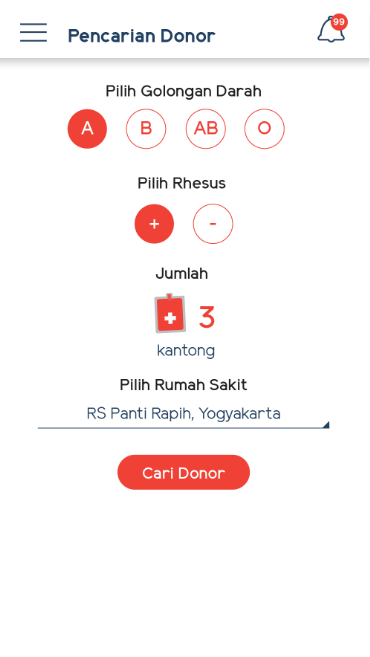 Pencarian Donor
99
Pilih Golongan Darah
A B AB O
Pilih Rhesus
+ -
Jumlah
3
kantong
Pilih Rumah Sakit
RS Panti Rapih, Yogyakarta
Cari Donor